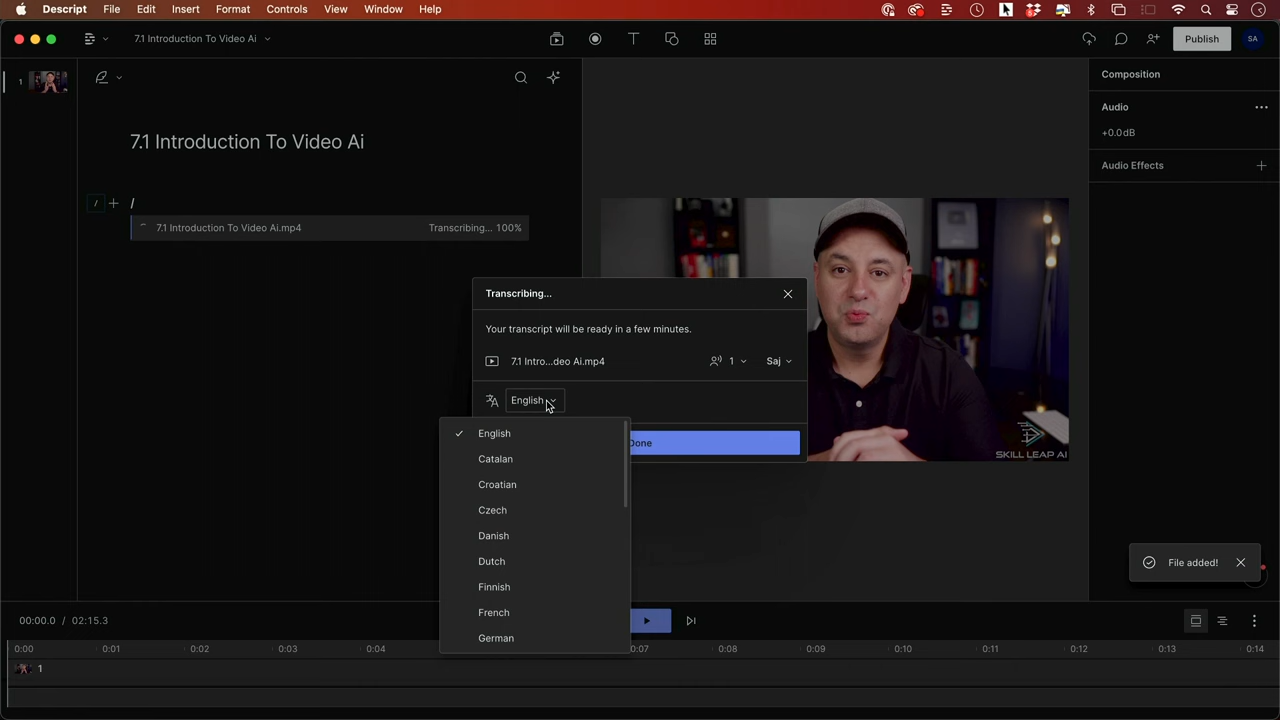 Descript File Edit Insert Format Controls View Window Help
7.1 Introduction To Video Ai
Publish
SA
1
Composition
Audio
+0.0dB
Audio Effects
7.1 Introduction To Video Ai
/ + /
7.1 Introduction To Video Ai.mp4 Transcribing... 100%
Transcribing...
Your transcript will be ready in a few minutes.
7.1 Intro...deo Ai.mp4 1 Saj
English
Done
English
Catalan
Croatian
Czech
Danish
Dutch
Finnish
French
German
SKILL LEAP AI
File added!
00:00.0 / 02:15.3
0:00 0:01 0:02 0:03 0:04 0:07 0:08 0:09 0:10 0:11 0:12 0:13 0:14
1